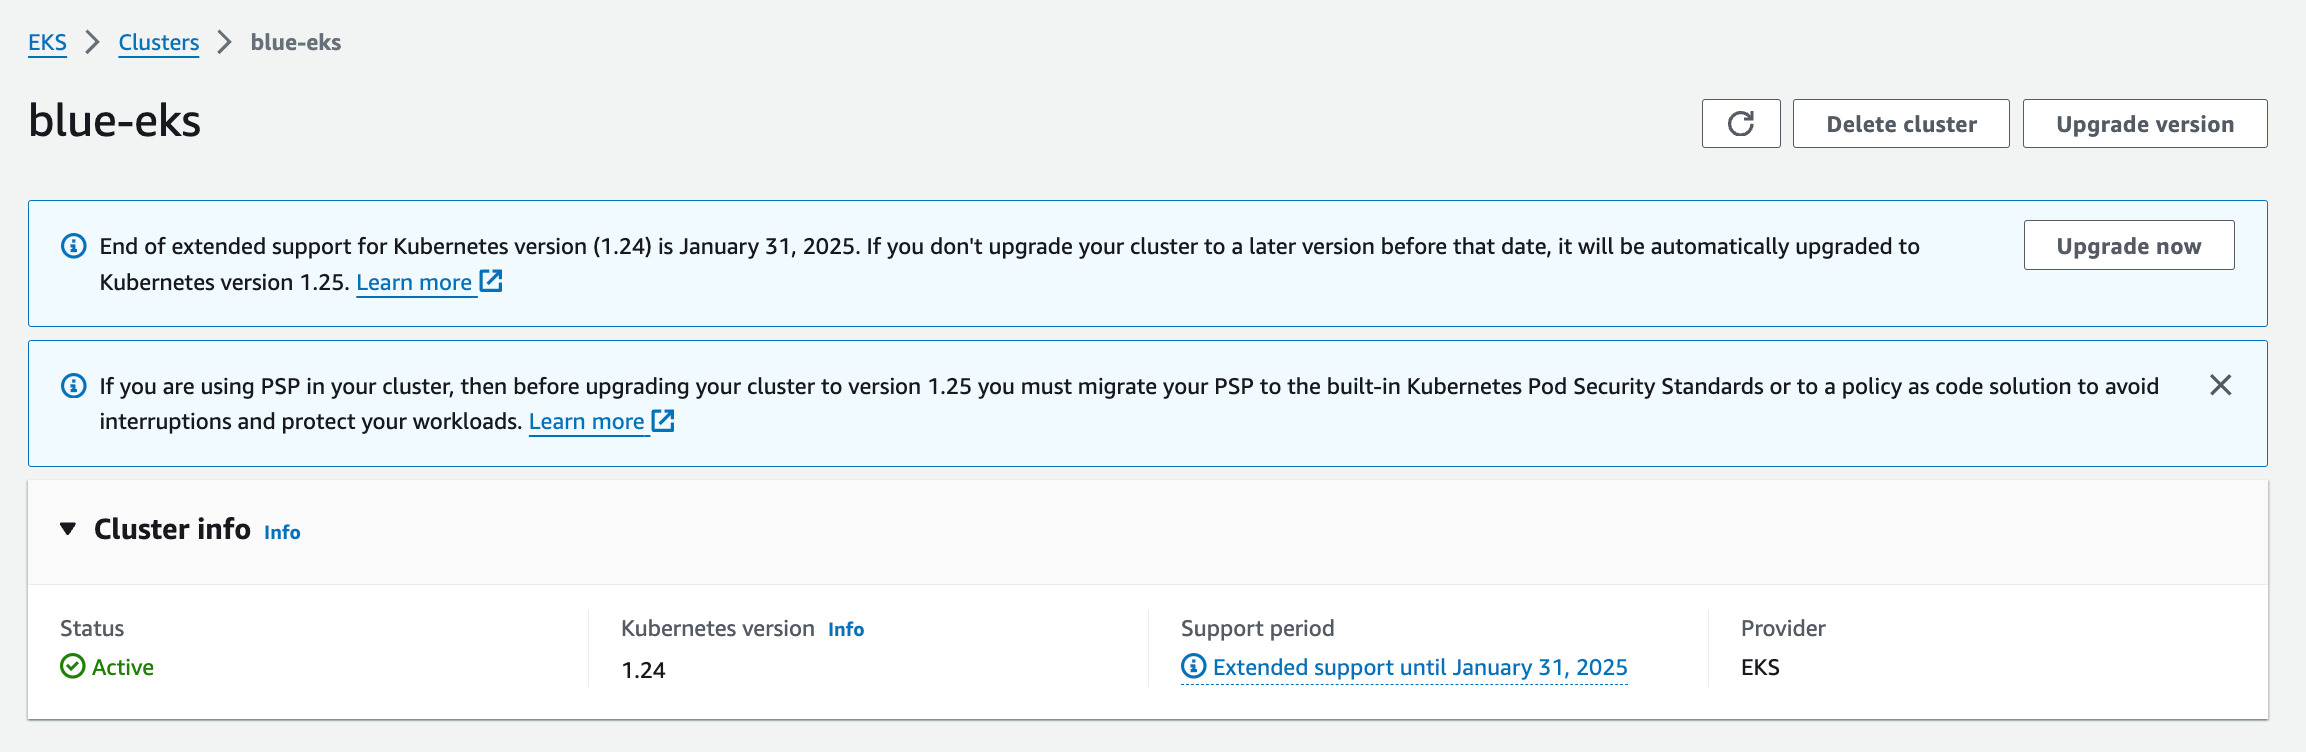 EKS > Clusters > blue-eks
blue-eks
Delete cluster
Upgrade version
End of extended support for Kubernetes version (1.24) is January 31, 2025. If you don't upgrade your cluster to a later version before that date, it will be automatically upgraded to
Kubernetes version 1.25. Learn more
Upgrade now
If you are using PSP in your cluster, then before upgrading your cluster to version 1.25 you must migrate your PSP to the built-in Kubernetes Pod Security Standards or to a policy as code solution to avoid
interruptions and protect your workloads. Learn more
Cluster info Info
Status
Active
Kubernetes version Info
1.24
Support period
Extended support until January 31, 2025
Provider
EKS